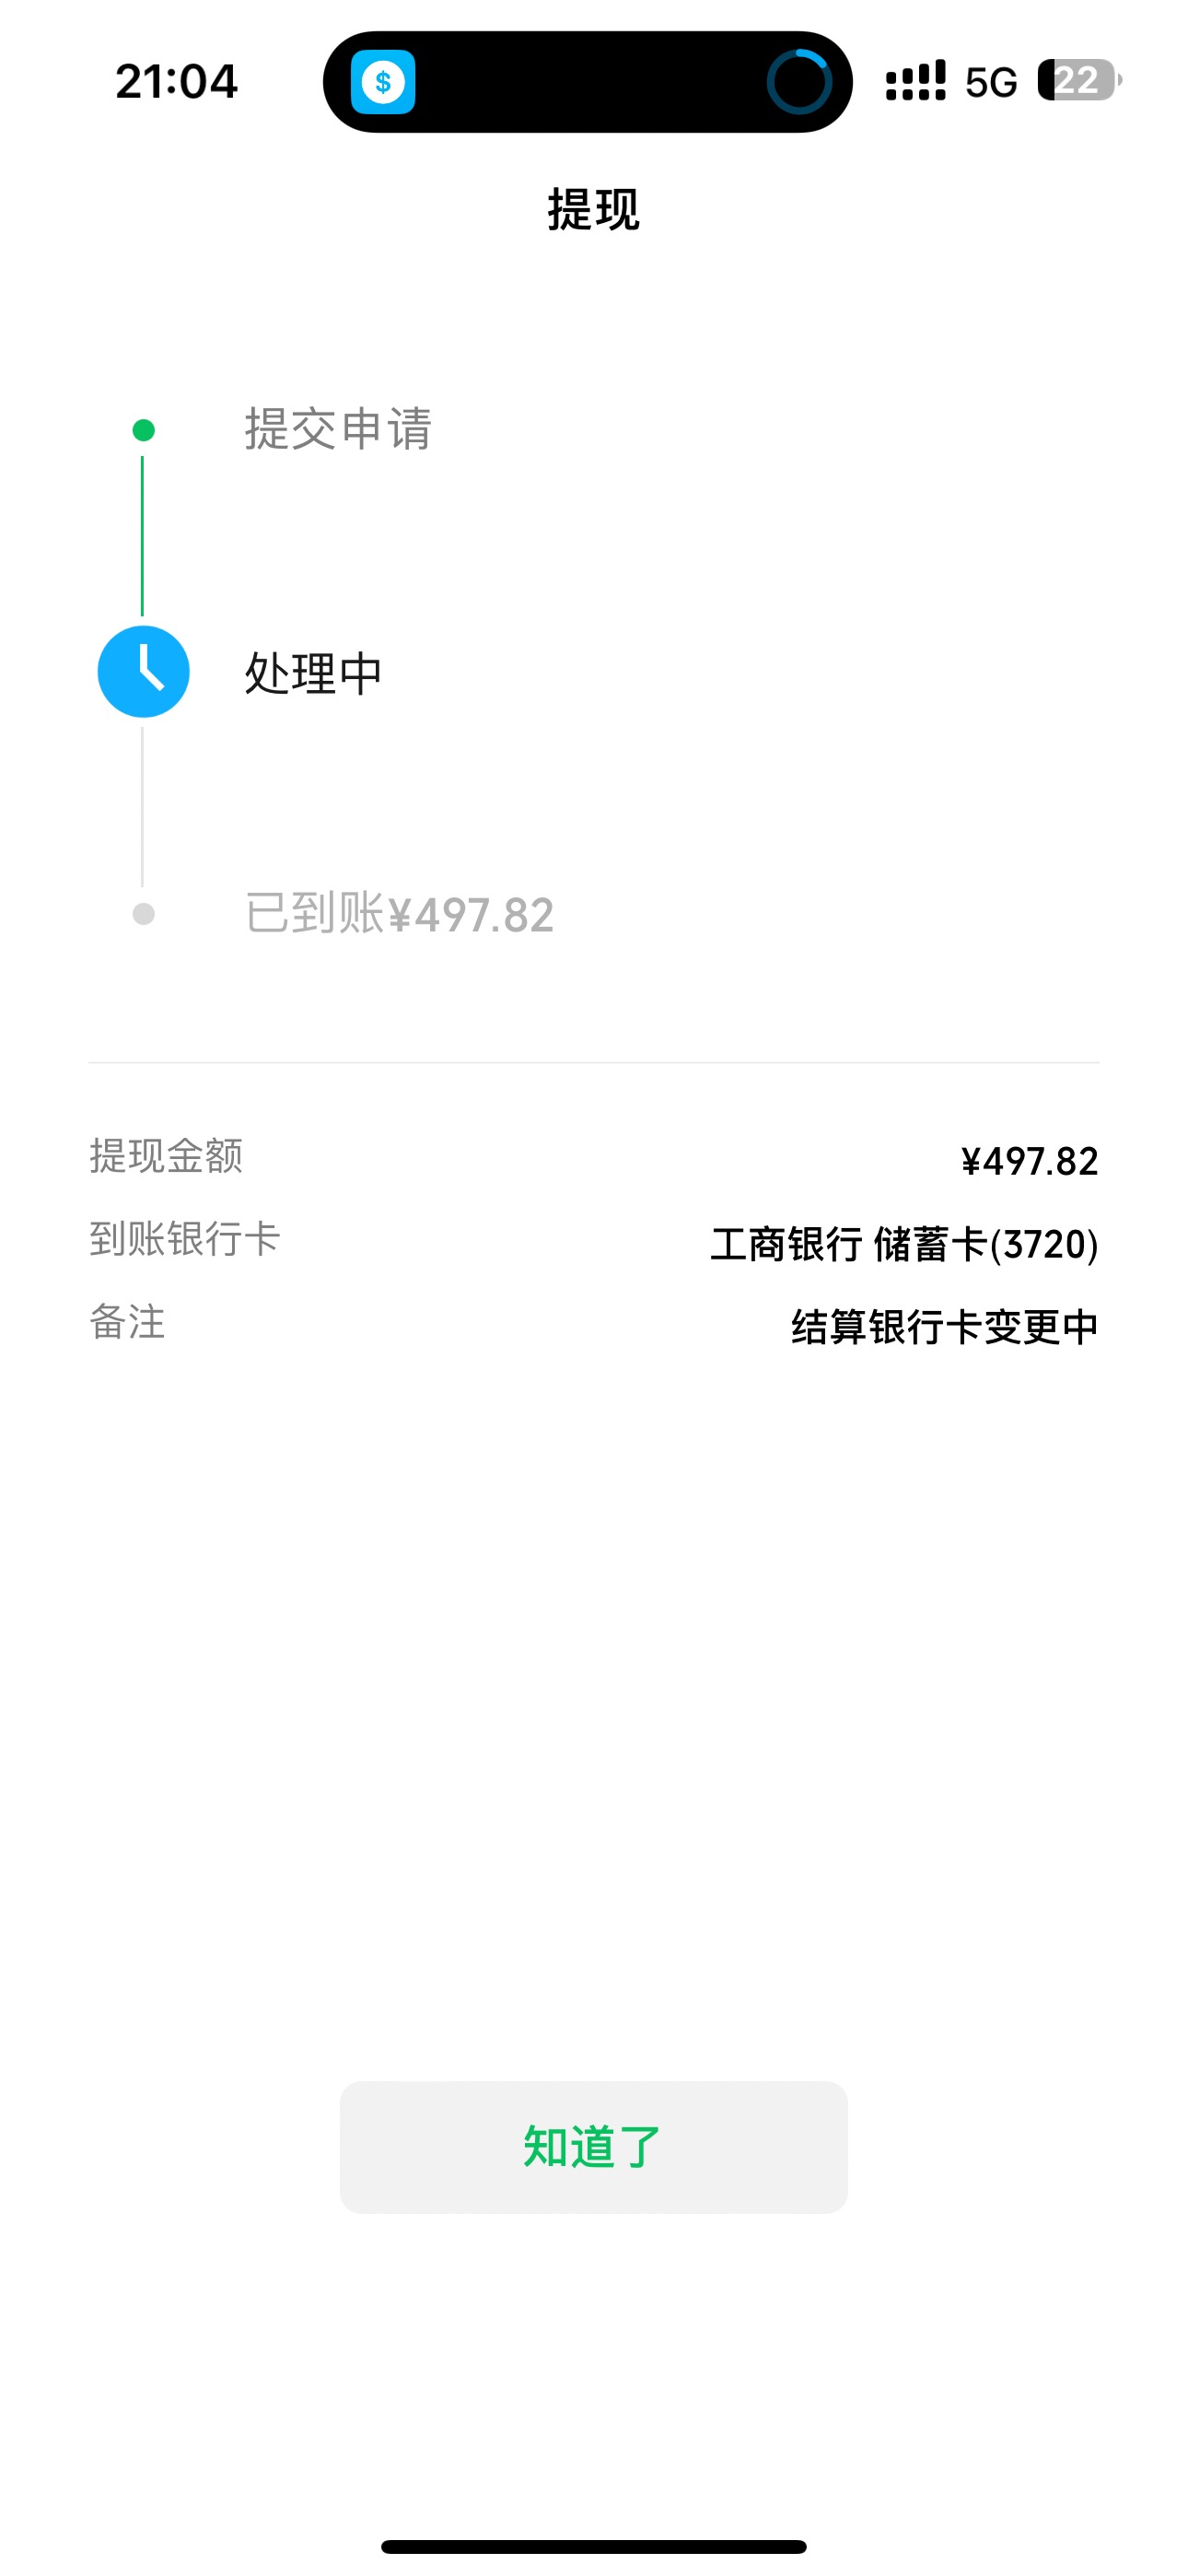 21:04
$
5G
22
提现
提交申请
处理中
已到账¥497.82
提现金额 ¥497.82
到账银行卡 工商银行 储蓄卡(3720)
备注 结算银行卡变更中
知道了